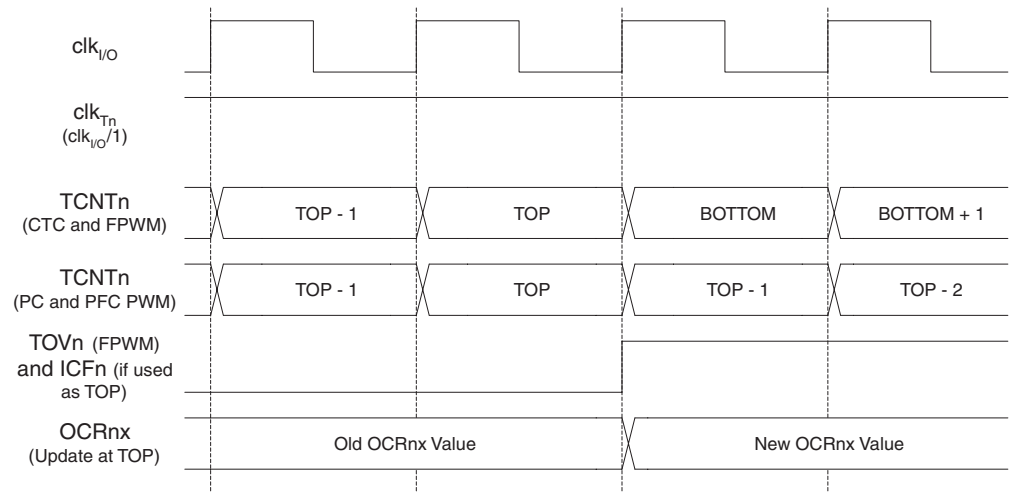 clkI/O
clkTn
(clkI/O/1)
TCNTn
(CTC and FPWM)
TOP - 1
TOP
BOTTOM
BOTTOM + 1
TCNTn
(PC and PFC PWM)
TOP - 1
TOP
TOP - 1
TOP - 2
TOVn (FPWM)
and ICFn (if used
as TOP)
OCRnx
(Update at TOP)
Old OCRnx Value
New OCRnx Value